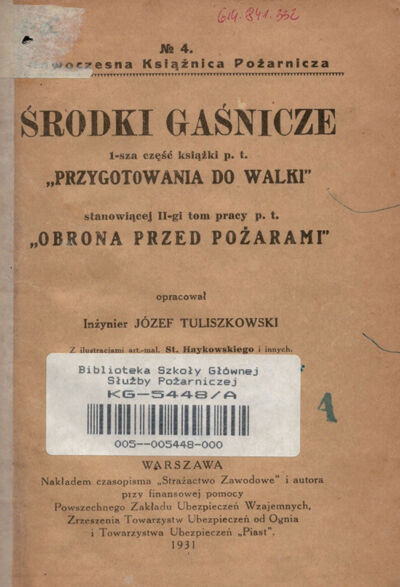 614.841.332
№ 4.
Nowoczesna Książnica Pożarnicza
ŚRODKI GAŚNICZE
1-sza część książki p. t.
„PRZYGOTOWANIA DO WALKI"
stanowiącej II-gi tom pracy p. t.
„OBRONA PRZED POŻARAMI"
opracował
Inżynier JÓZEF TULISZKOWSKI
Z ilustracjami art.-mal. St. Haykowskiego i innych.
Biblioteka Szkoły Głównej
Służby Pożarniczej
KG-5448/A
005--005448-000
A
WARSZAWA
Nakładem czasopisma „Strażactwo Zawodowe" i autora
przy finansowej pomocy
Powszechnego Zakładu Ubezpieczeń Wzajemnych,
Zrzeszenia Towarzystw Ubezpieczeń od Ognia
i Towarzystwa Ubezpieczeń „Piast".
1931